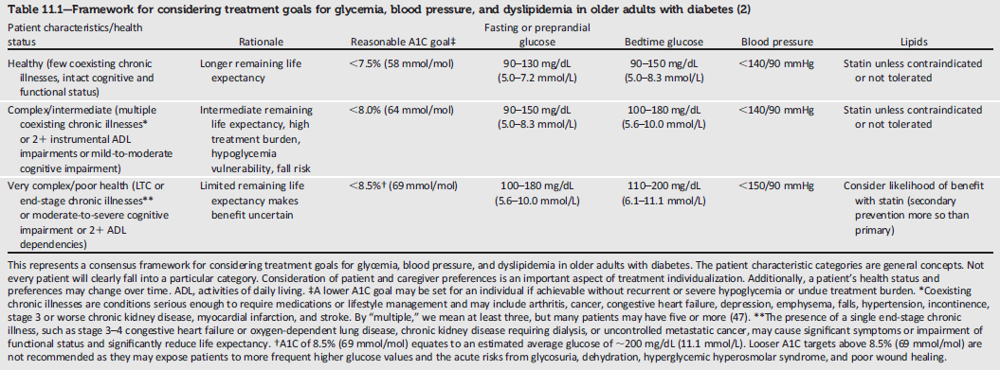 Table 11.1—Framework for considering treatment goals for glycemia, blood pressure, and dyslipidemia in older adults with diabetes (2)
Patient characteristics/health status Rationale Reasonable A1C goal‡ Fasting or preprandial glucose Bedtime glucose Blood pressure Lipids
Healthy (few coexisting chronic illnesses, intact cognitive and functional status) Longer remaining life expectancy <7.5% (58 mmol/mol) 90–130 mg/dL (5.0–7.2 mmol/L) 90–150 mg/dL (5.0–8.3 mmol/L) <140/90 mmHg Statin unless contraindicated or not tolerated
Complex/intermediate (multiple coexisting chronic illnesses* or 2+ instrumental ADL impairments or mild-to-moderate cognitive impairment) Intermediate remaining life expectancy, high treatment burden, hypoglycemia vulnerability, fall risk <8.0% (64 mmol/mol) 90–150 mg/dL (5.0–8.3 mmol/L) 100–180 mg/dL (5.6–10.0 mmol/L) <140/90 mmHg Statin unless contraindicated or not tolerated
Very complex/poor health (LTC or end-stage chronic illnesses** or moderate-to-severe cognitive impairment or 2+ ADL dependencies) Limited remaining life expectancy makes benefit uncertain <8.5%† (69 mmol/mol) 100–180 mg/dL (5.6–10.0 mmol/L) 110–200 mg/dL (6.1–11.1 mmol/L) <150/90 mmHg Consider likelihood of benefit with statin (secondary prevention more so than primary)
This represents a consensus framework for considering treatment goals for glycemia, blood pressure, and dyslipidemia in older adults with diabetes. The patient characteristic categories are general concepts. Not
every patient will clearly fall into a particular category. Consideration of patient and caregiver preferences is an important aspect of treatment individualization. Additionally, a patient's health status and
preferences may change over time. ADL, activities of daily living. ‡A lower A1C goal may be set for an individual if achievable without recurrent or severe hypoglycemia or undue treatment burden. *Coexisting
chronic illnesses are conditions serious enough to require medications or lifestyle management and may include arthritis, cancer, congestive heart failure, depression, emphysema, falls, hypertension, incontinence,
stage 3 or worse chronic kidney disease, myocardial infarction, and stroke. By "multiple," we mean at least three, but many patients may have five or more (47). **The presence of a single end-stage chronic
illness, such as stage 3–4 congestive heart failure or oxygen-dependent lung disease, chronic kidney disease requiring dialysis, or uncontrolled metastatic cancer, may cause significant symptoms or impairment of
functional status and significantly reduce life expectancy. †A1C of 8.5% (69 mmol/mol) equates to an estimated average glucose of ~200 mg/dL (11.1 mmol/L). Looser A1C targets above 8.5% (69 mmol/mol) are
not recommended as they may expose patients to more frequent higher glucose values and the acute risks from glycosuria, dehydration, hyperglycemic hyperosmolar syndrome, and poor wound healing.